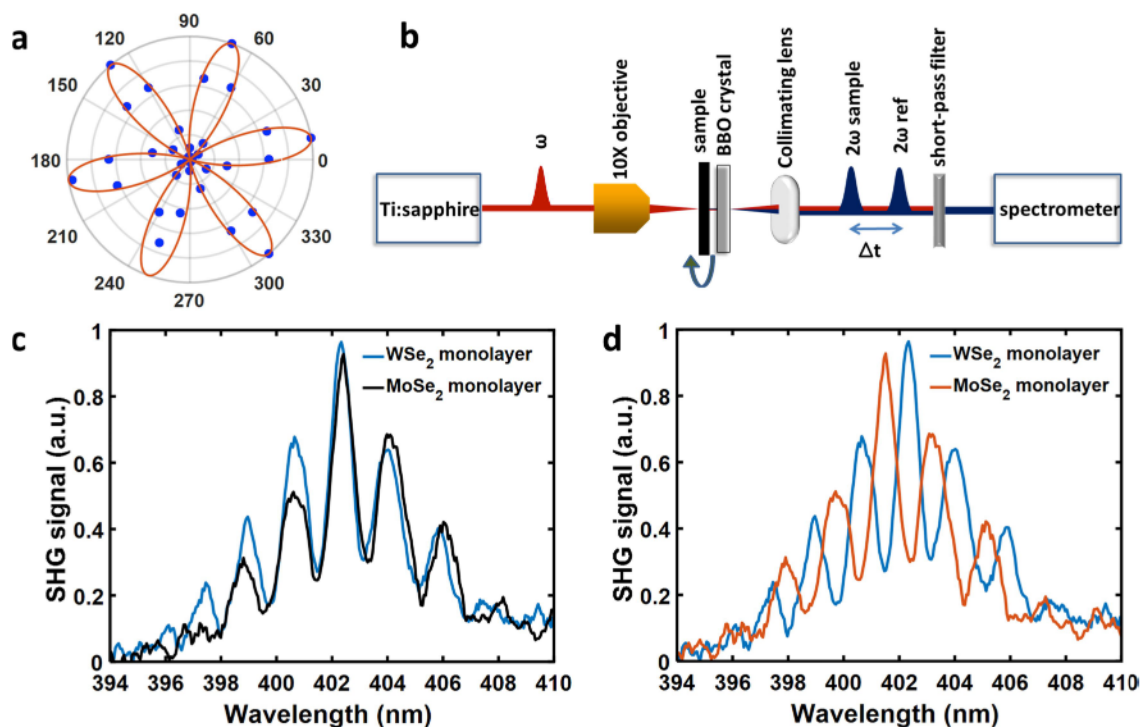 a
90
120
60
150
30
180
0
210
330
240
300
270
b
Ti:sapphire
ω
10X objective
sample
BBO crystal
Collimating lens
2ω sample
2ω ref
short-pass filter
Δt
spectrometer
c
WSe2 monolayer
MoSe2 monolayer
SHG signal (a.u.)
1
0.8
0.6
0.4
0.2
0
394 396 398 400 402 404 406 408 410
Wavelength (nm)
d
WSe2 monolayer
MoSe2 monolayer
SHG signal (a.u.)
1
0.8
0.6
0.4
0.2
0
394 396 398 400 402 404 406 408 410
Wavelength (nm)